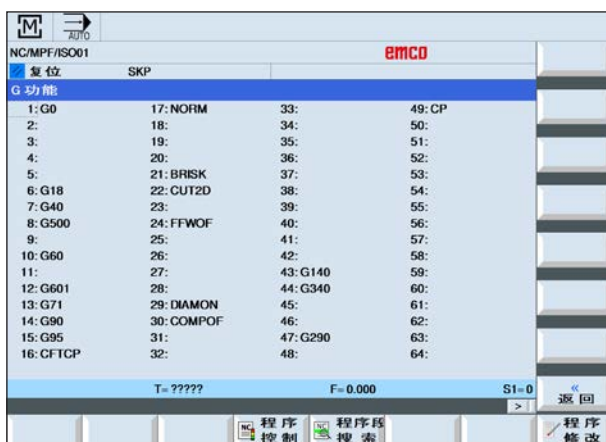 M AUTO
NC/MPF/ISO01 emco
复位 SKP
G功能
1: G0 17: NORM 33: 49: CP
2: 18: 34: 50:
3: 19: 35: 51:
4: 20: 36: 52:
5: 21: BRISK 37: 53:
6: G18 22: CUT2D 38: 54:
7: G40 23: 39: 55:
8: G500 24: FFWOF 40: 56:
9: 25: 41: 57:
10: G60 26: 42: 58:
11: 27: 43: G140 59:
12: G601 28: 44: G340 60:
13: G71 29: DIAMON 45: 61:
14: G90 30: COMPOF 46: 62:
15: G95 31: 47: G290 63:
16: CFTCP 32: 48: 64:
T= ????? F= 0.000 S1= 0
>
« 返回
NC 程序控制 程序段搜索 程序修改